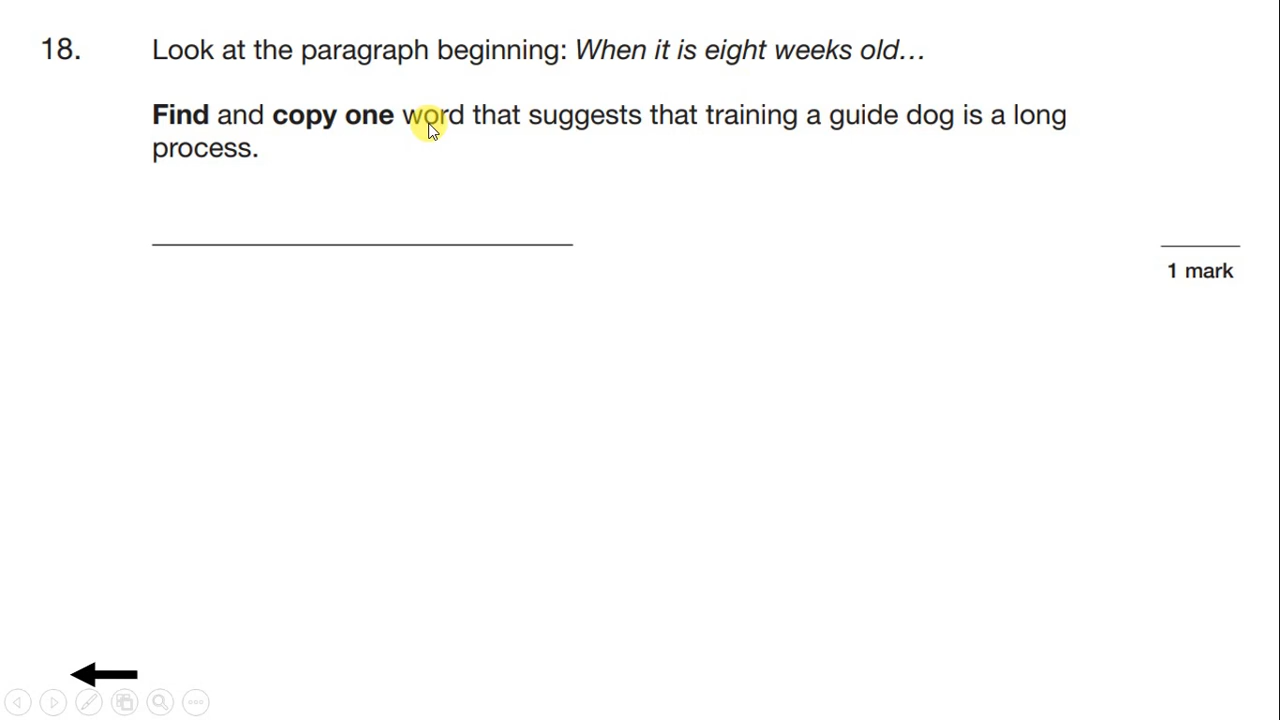 18. Look at the paragraph beginning: When it is eight weeks old…
Find and copy one word that suggests that training a guide dog is a long
process.
1 mark